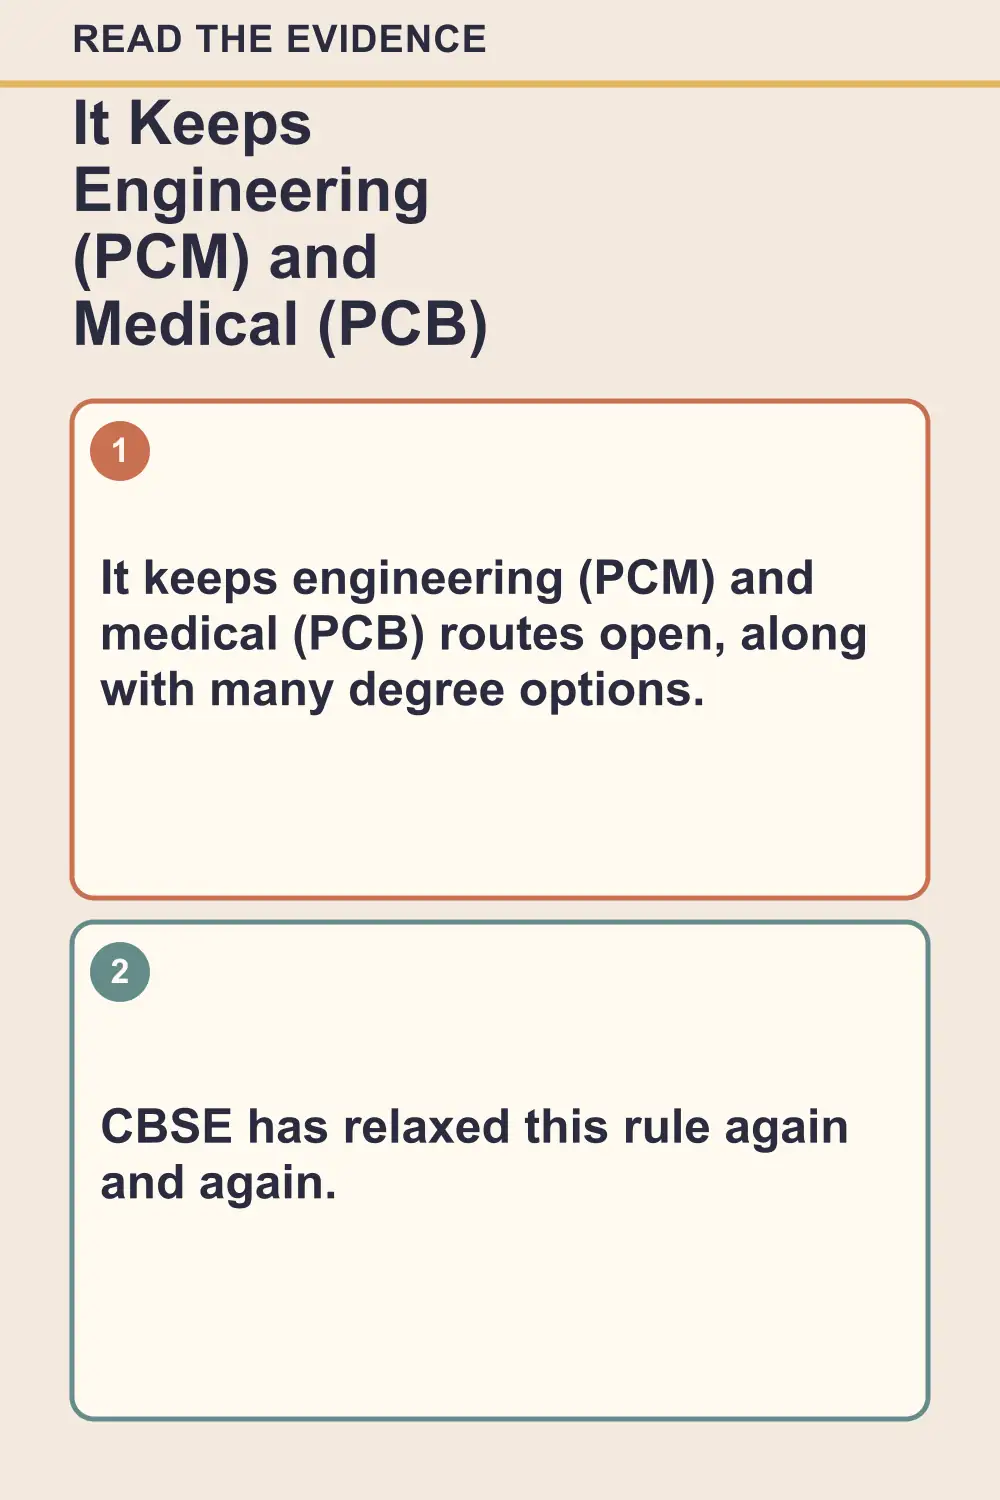 READ THE EVIDENCE
It Keeps
Engineering
(PCM) and
Medical (PCB)
1
It keeps engineering (PCM) and
medical (PCB) routes open, along
with many degree options.
2
CBSE has relaxed this rule again
and again.